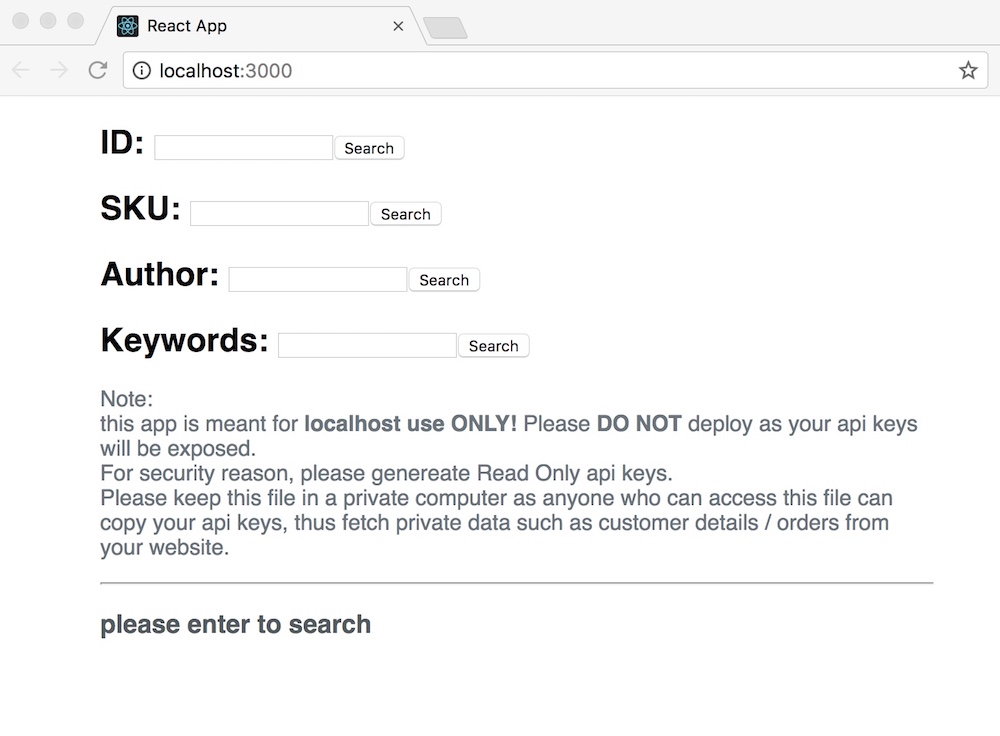 React App
localhost:3000
ID: Search
SKU: Search
Author: Search
Keywords: Search
Note:
this app is meant for localhost use ONLY! Please DO NOT deploy as your api keys
will be exposed.
For security reason, please genereate Read Only api keys.
Please keep this file in a private computer as anyone who can access this file can
copy your api keys, thus fetch private data such as customer details / orders from
your website.
please enter to search